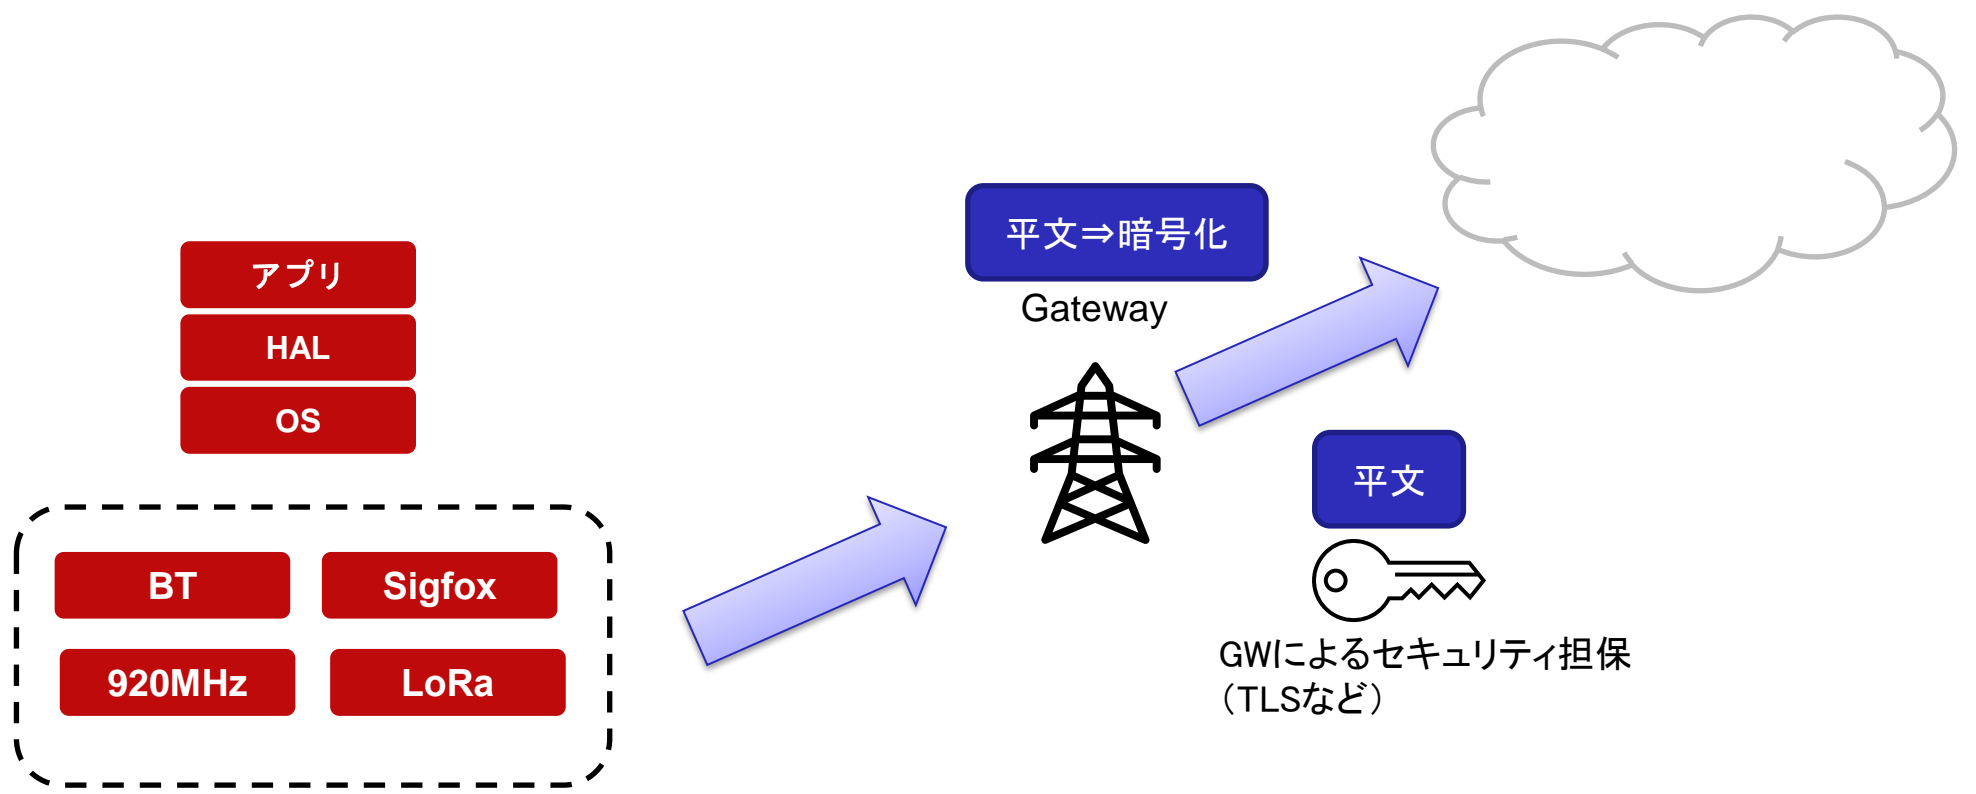 アプリ
HAL
OS
BT
Sigfox
920MHz
LoRa
平文⇒暗号化
Gateway
平文
GWによるセキュリティ担保
（TLSなど）